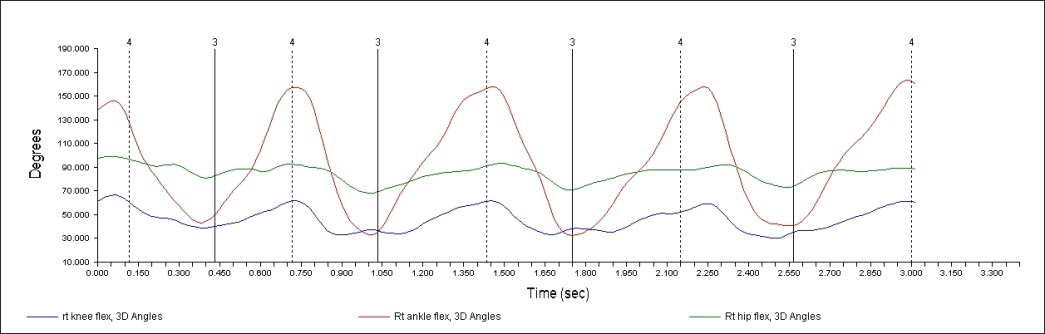 4 3 4 3 4 3 4 3 4
190.000
170.000
150.000
130.000
110.000
90.000
70.000
50.000
30.000
10.000
Degrees
0.000 0.150 0.300 0.450 0.600 0.750 0.900 1.050 1.200 1.350 1.500 1.650 1.800 1.950 2.100 2.250 2.400 2.550 2.700 2.850 3.000 3.150 3.300
Time (sec)
rt knee flex, 3D Angles Rt ankle flex, 3D Angles Rt hip flex, 3D Angles